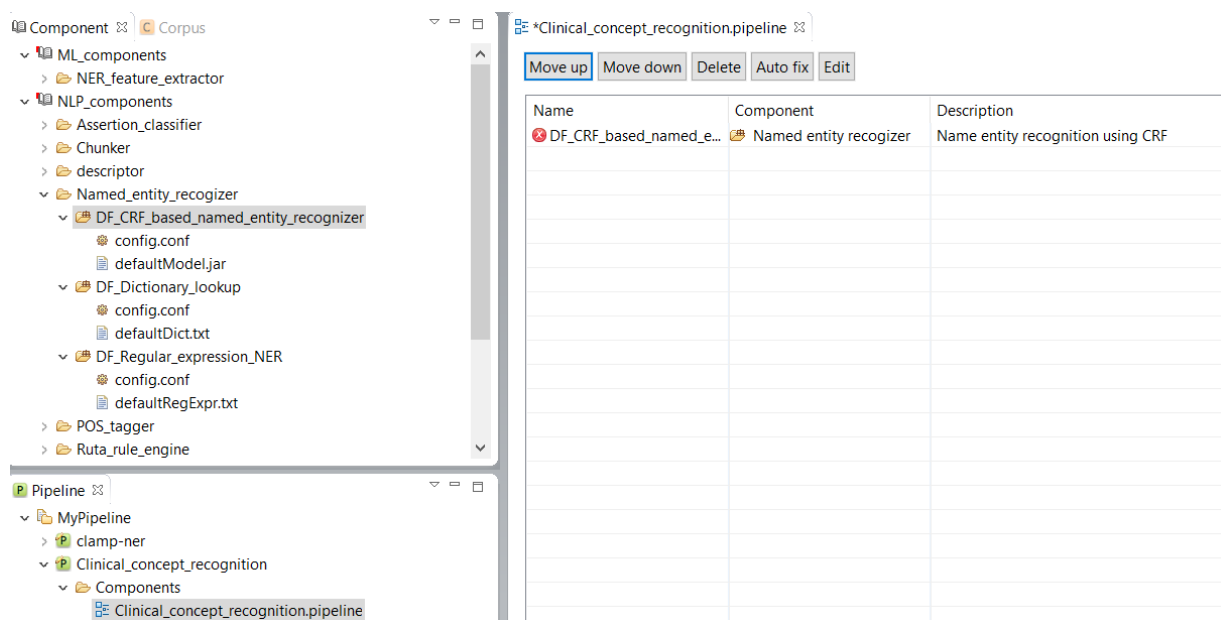 Component
Corpus
ML_components
NER_feature_extractor
NLP_components
Assertion_classifier
Chunker
descriptor
Named_entity_recogizer
DF_CRF_based_named_entity_recognizer
config.conf
defaultModel.jar
DF_Dictionary_lookup
config.conf
defaultDict.txt
DF_Regular_expression_NER
config.conf
defaultRegExpr.txt
POS_tagger
Ruta_rule_engine
P Pipeline
MyPipeline
P clamp-ner
P Clinical_concept_recognition
Components
Clinical_concept_recognition.pipeline
*Clinical_concept_recognition.pipeline
Move up Move down Delete Auto fix Edit
Name Component Description
DF_CRF_based_named_e... Named entity recogizer Name entity recognition using CRF